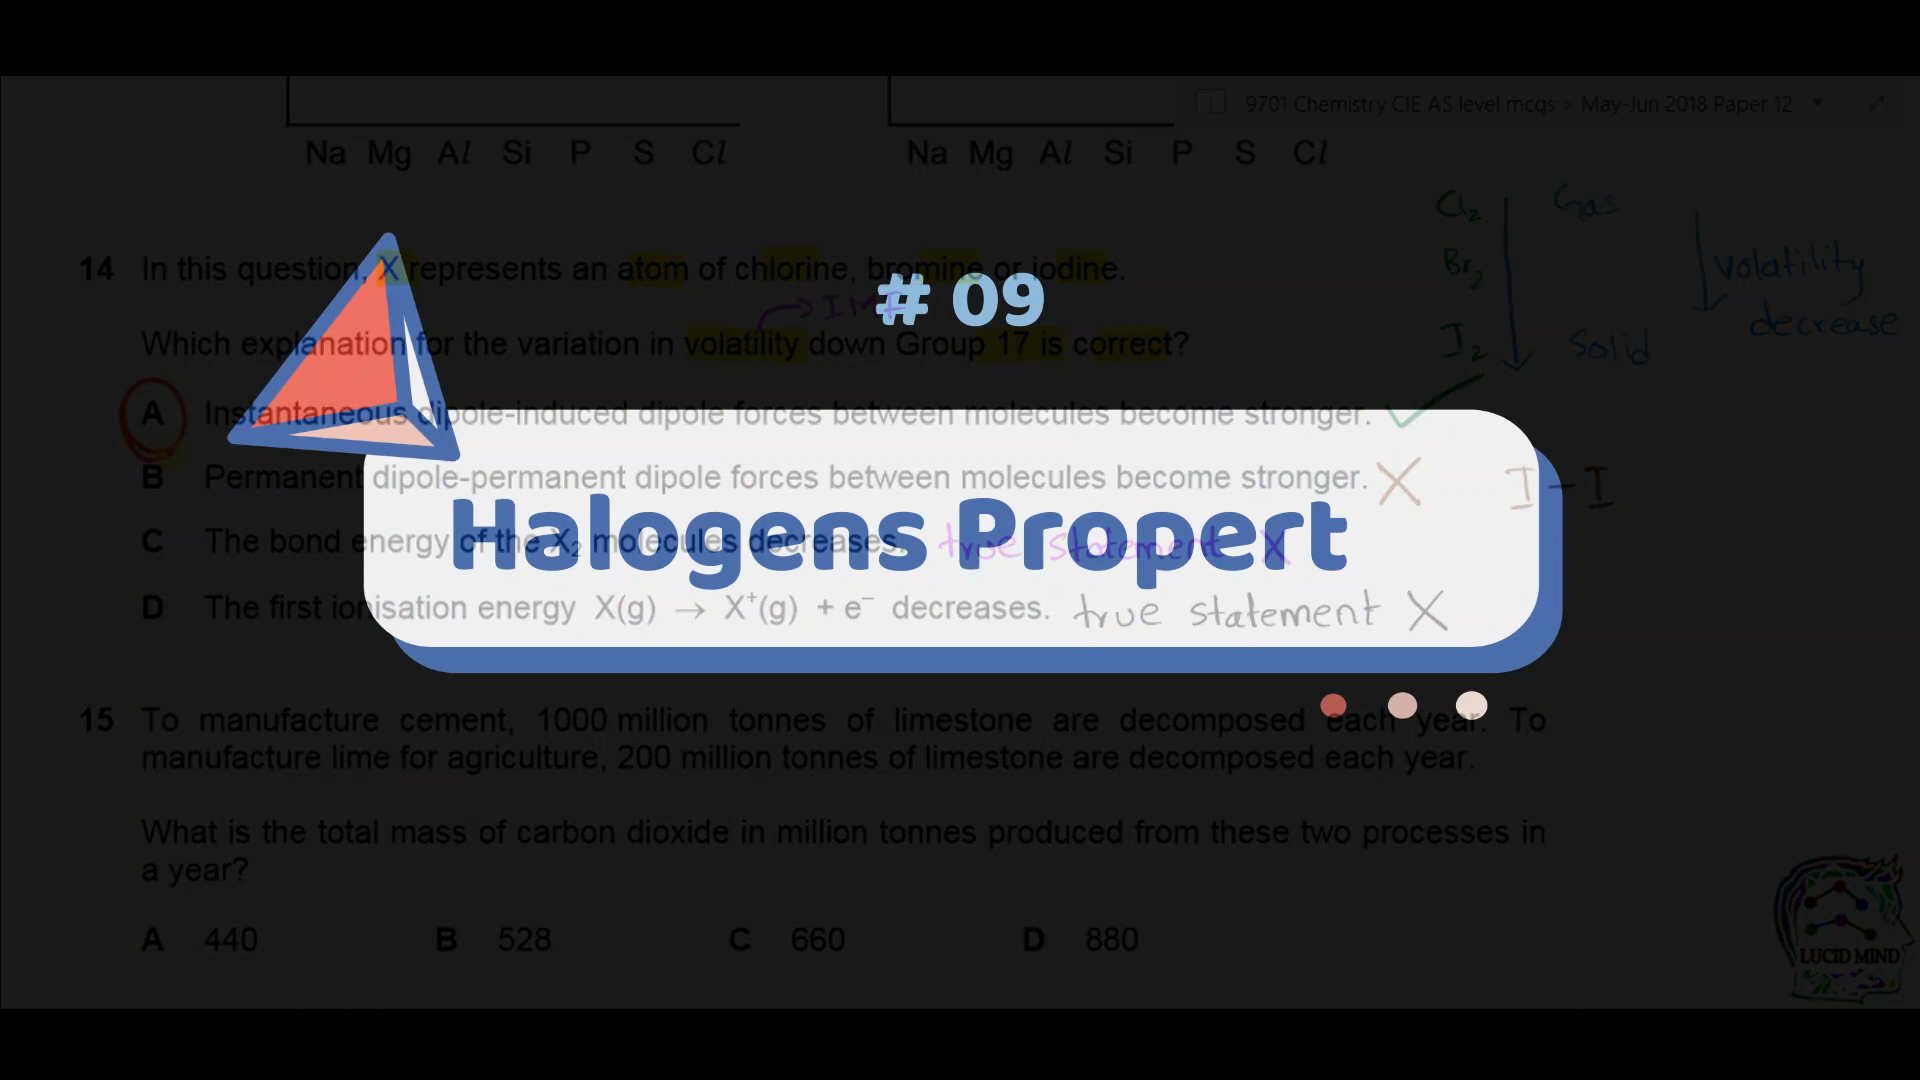 9701 Chemistry CIE AS level mcqs > May-Jun 2018 Paper 12
Na Mg Al Si P S Cl
Na Mg Al Si P S Cl
Cl₂ Gas
Br₂ volatility
decrease
I₂ Solid
14 In this question, X represents an atom of chlorine, bromine or iodine.
# 09
IMF
Which explanation for the variation in volatility down Group 17 is correct?
A Instantaneous dipole-induced dipole forces between molecules become stronger. ✓
B Permanent dipole-permanent dipole forces between molecules become stronger. X I-I
Halogens Propert
C The bond energy of the X₂ molecules decreases. true statement X
D The first ionisation energy X(g) → X⁺(g) + e⁻ decreases. true statement X
15 To manufacture cement, 1000 million tonnes of limestone are decomposed each year. To
manufacture lime for agriculture, 200 million tonnes of limestone are decomposed each year.
What is the total mass of carbon dioxide in million tonnes produced from these two processes in
a year?
A 440 B 528 C 660 D 880
LUCID MIND